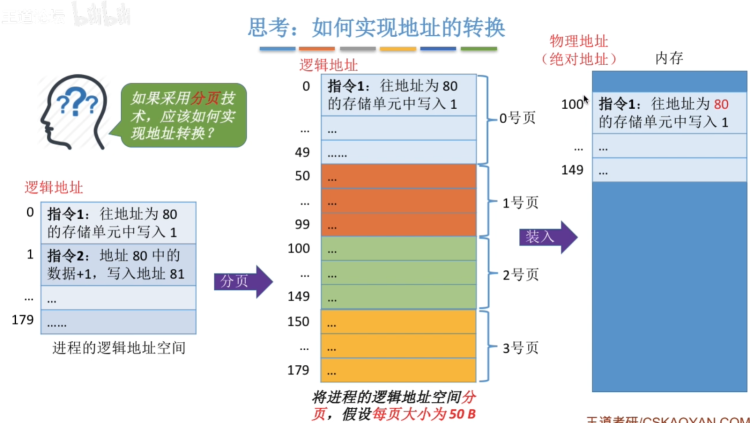 思考：如何实现地址的转换
如果采用分页技
术，应该如何实
现地址转换？
逻辑地址
0
指令1：往地址为 80
的存储单元中写入 1
1
指令2：地址 80 中的
数据+1，写入地址 81
...
...
179
......
进程的逻辑地址空间
分页
逻辑地址
0
指令1：往地址为 80
的存储单元中写入 1
...
...
49
......
0号页
50
...
...
...
99
...
1号页
100
...
...
...
149
...
2号页
150
...
...
...
179
...
3号页
将进程的逻辑地址空间分
页，假设每页大小为 50 B
装入
物理地址
（绝对地址）
内存
100
指令1：往地址为 80
的存储单元中写入 1
...
...
149
...
王道考研/CSKAOYAN.COM